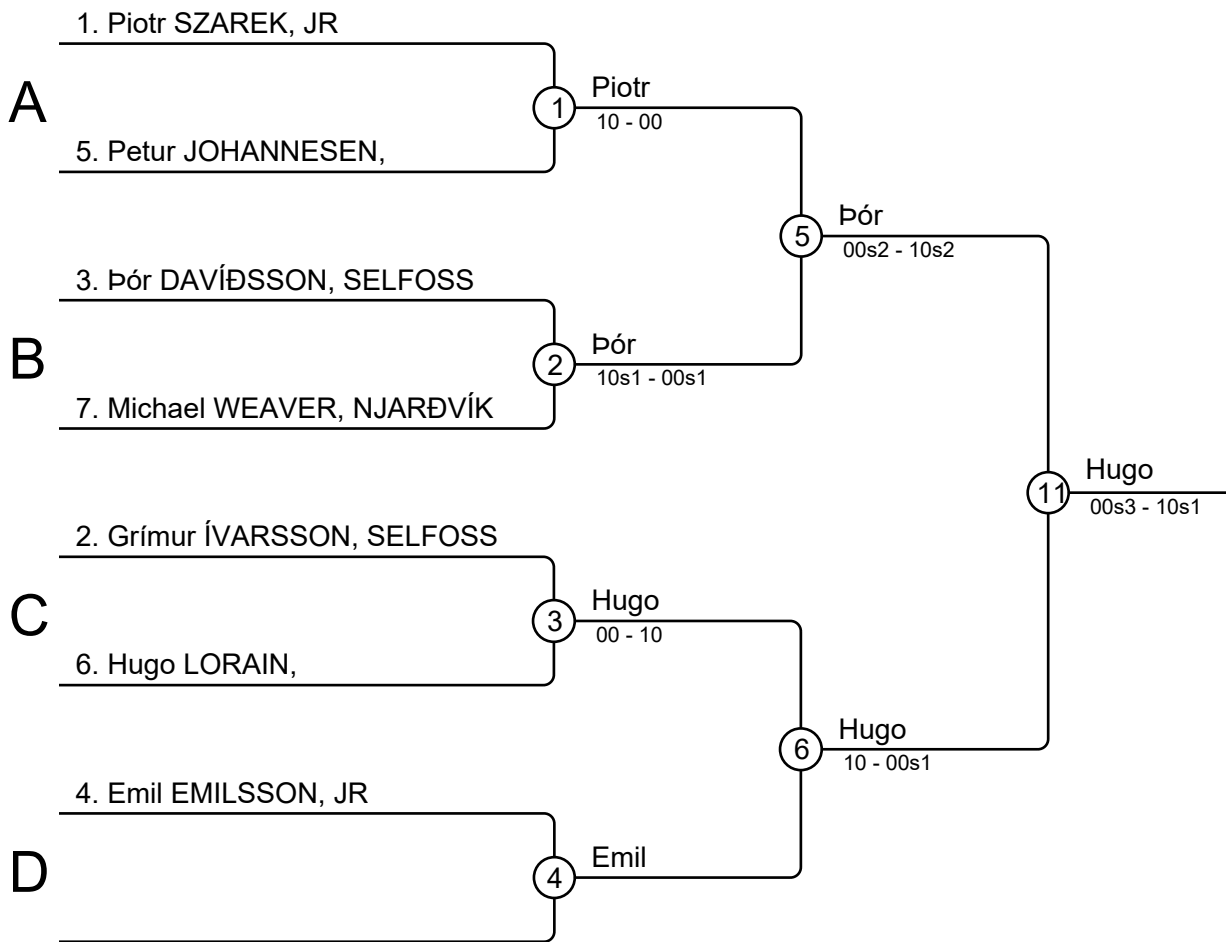 1. Piotr SZAREK, JR
A
1
Piotr
10 - 00
5. Petur JOHANNESEN,
5
Þór
00s2 - 10s2
3. Þór DAVÍÐSSON, SELFOSS
B
2
Þór
10s1 - 00s1
7. Michael WEAVER, NJARÐVÍK
11
Hugo
00s3 - 10s1
2. Grímur ÍVARSSON, SELFOSS
C
3
Hugo
00 - 10
6. Hugo LORAIN,
6
Hugo
10 - 00s1
4. Emil EMILSSON, JR
D
4
Emil